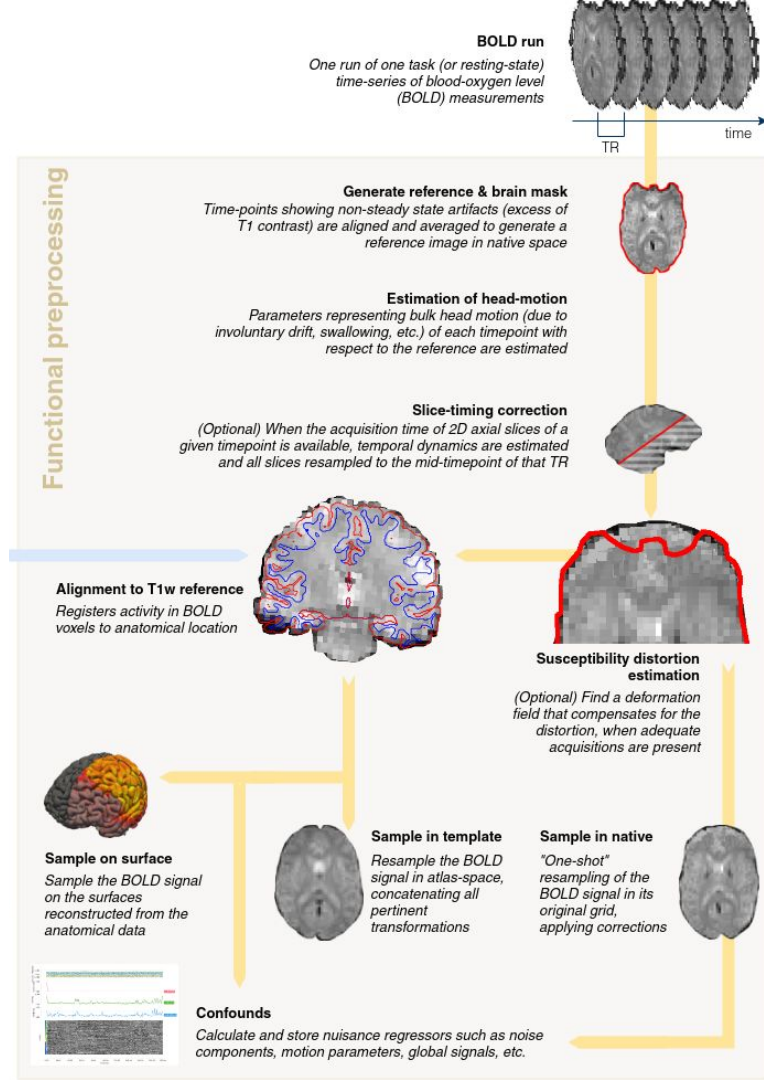 BOLD run
One run of one task (or resting-state)
time-series of blood-oxygen level
(BOLD) measurements
time
TR
Functional preprocessing
Generate reference & brain mask
Time-points showing non-steady state artifacts (excess of
T1 contrast) are aligned and averaged to generate a
reference image in native space
Estimation of head-motion
Parameters representing bulk head motion (due to
involuntary drift, swallowing, etc.) of each timepoint with
respect to the reference are estimated
Slice-timing correction
(Optional) When the acquisition time of 2D axial slices of a
given timepoint is available, temporal dynamics are estimated
and all slices resampled to the mid-timepoint of that TR
Alignment to T1w reference
Registers activity in BOLD
voxels to anatomical location
Susceptibility distortion
estimation
(Optional) Find a deformation
field that compensates for the
distortion, when adequate
acquisitions are present
Sample on surface
Sample the BOLD signal
on the surfaces
reconstructed from the
anatomical data
Sample in template
Resample the BOLD
signal in atlas-space,
concatenating all
pertinent
transformations
Sample in native
"One-shot"
resampling of the
BOLD signal in its
original grid,
applying corrections
Confounds
Calculate and store nuisance regressors such as noise
components, motion parameters, global signals, etc.